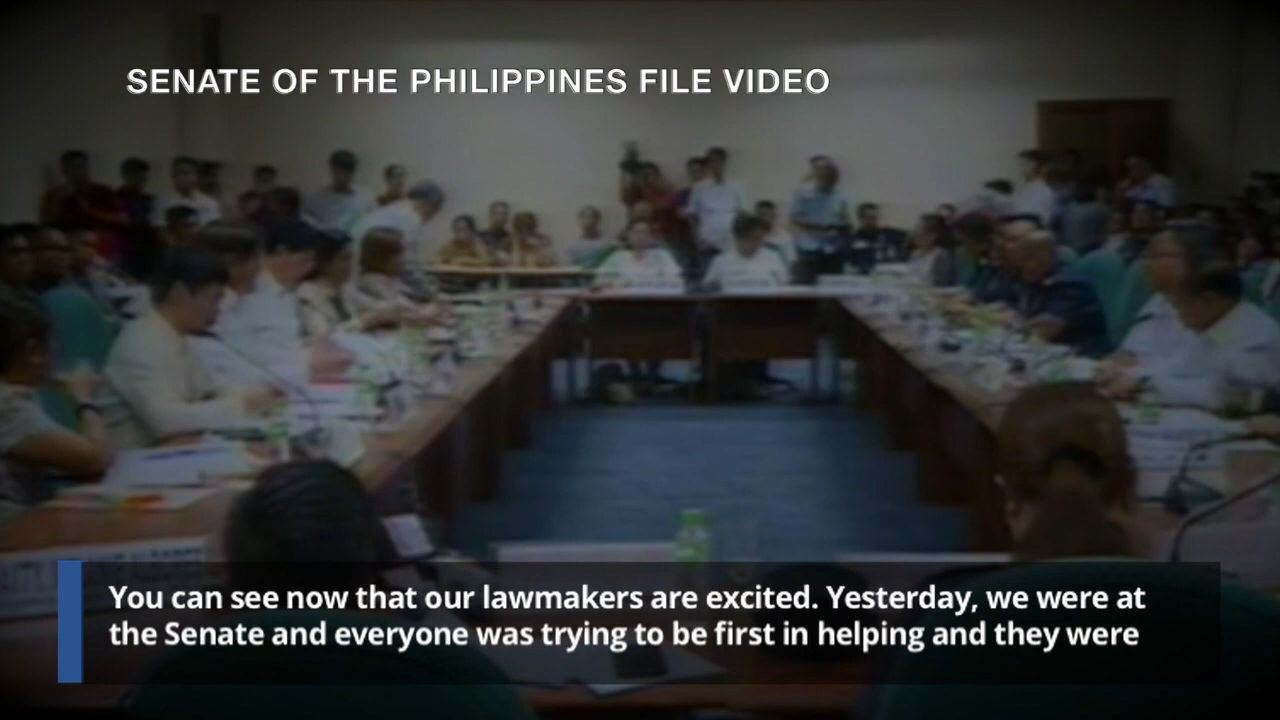 SENATE OF THE PHILIPPINES FILE VIDEO
You can see now that our lawmakers are excited. Yesterday, we were at
the Senate and everyone was trying to be first in helping and they were